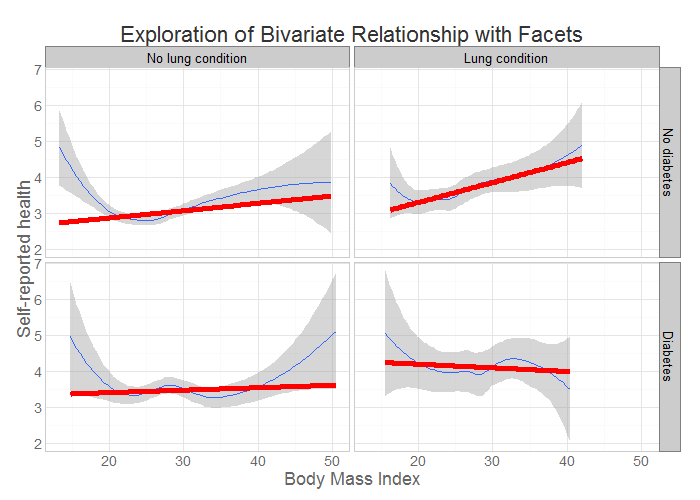 Exploration of Bivariate Relationship with Facets
No lung condition
Lung condition
7
6
5
4
3
2
No diabetes
Self-reported health
7
6
5
4
3
2
Diabetes
20
30
40
50
20
30
40
50
Body Mass Index